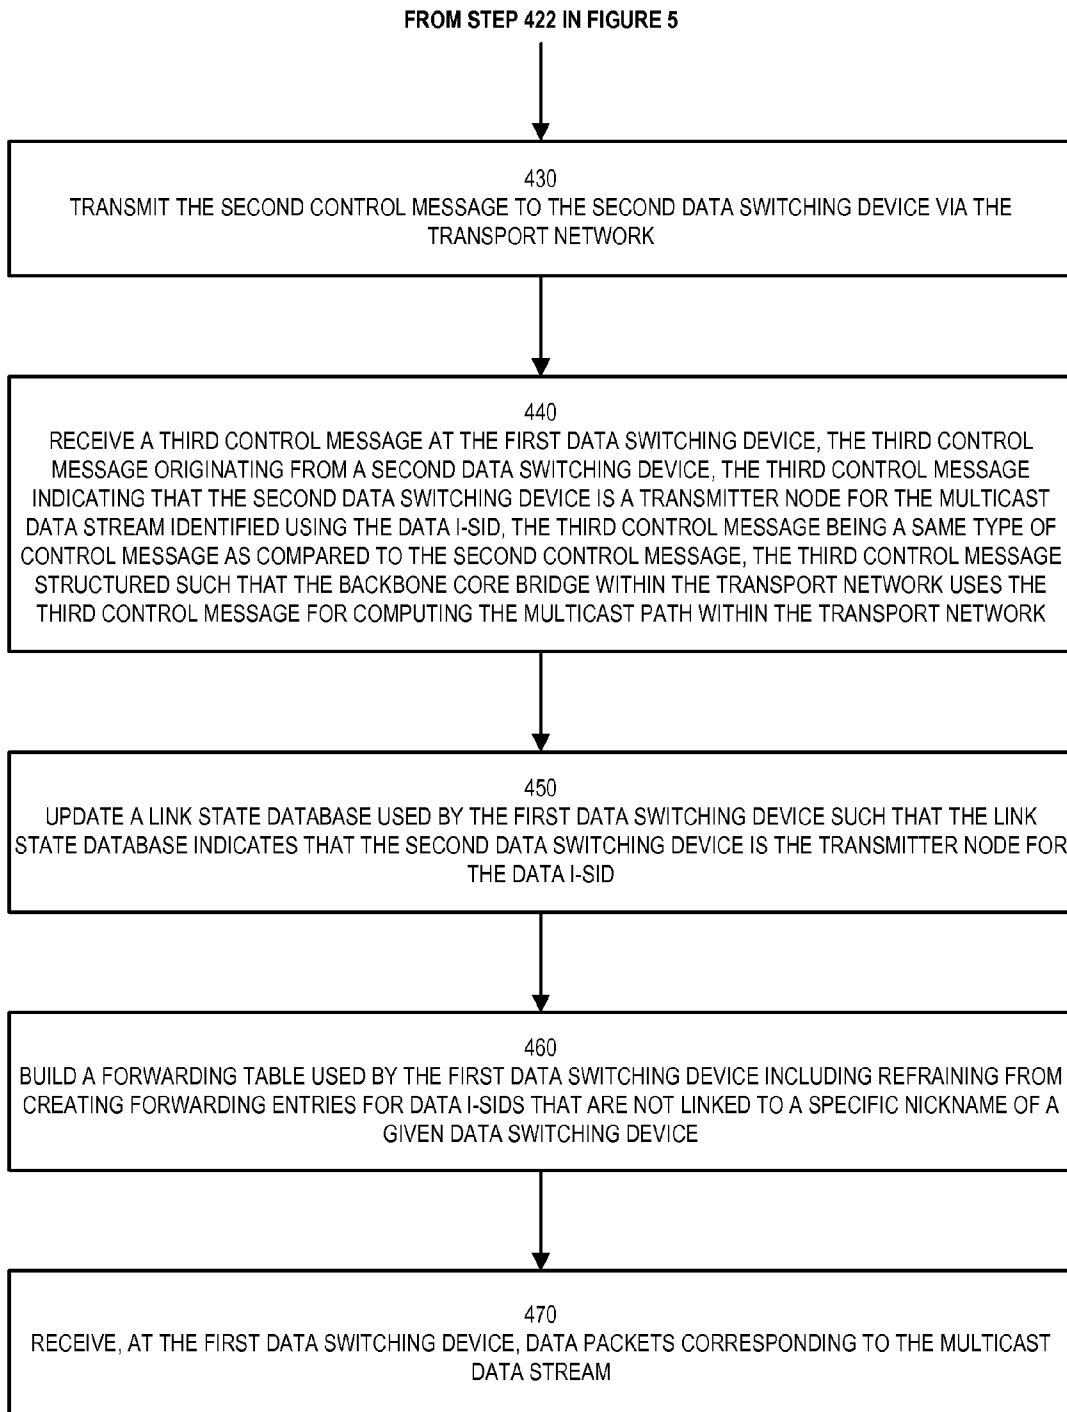 FROM STEP 422 IN FIGURE 5
430
TRANSMIT THE SECOND CONTROL MESSAGE TO THE SECOND DATA SWITCHING DEVICE VIA THE
TRANSPORT NETWORK
440
RECEIVE A THIRD CONTROL MESSAGE AT THE FIRST DATA SWITCHING DEVICE, THE THIRD CONTROL
MESSAGE ORIGINATING FROM A SECOND DATA SWITCHING DEVICE, THE THIRD CONTROL MESSAGE
INDICATING THAT THE SECOND DATA SWITCHING DEVICE IS A TRANSMITTER NODE FOR THE MULTICAST
DATA STREAM IDENTIFIED USING THE DATA I-SID, THE THIRD CONTROL MESSAGE BEING A SAME TYPE OF
CONTROL MESSAGE AS COMPARED TO THE SECOND CONTROL MESSAGE, THE THIRD CONTROL MESSAGE
STRUCTURED SUCH THAT THE BACKBONE CORE BRIDGE WITHIN THE TRANSPORT NETWORK USES THE
THIRD CONTROL MESSAGE FOR COMPUTING THE MULTICAST PATH WITHIN THE TRANSPORT NETWORK
450
UPDATE A LINK STATE DATABASE USED BY THE FIRST DATA SWITCHING DEVICE SUCH THAT THE LINK
STATE DATABASE INDICATES THAT THE SECOND DATA SWITCHING DEVICE IS THE TRANSMITTER NODE FOR
THE DATA I-SID
460
BUILD A FORWARDING TABLE USED BY THE FIRST DATA SWITCHING DEVICE INCLUDING REFRAINING FROM
CREATING FORWARDING ENTRIES FOR DATA I-SIDS THAT ARE NOT LINKED TO A SPECIFIC NICKNAME OF A
GIVEN DATA SWITCHING DEVICE
470
RECEIVE, AT THE FIRST DATA SWITCHING DEVICE, DATA PACKETS CORRESPONDING TO THE MULTICAST
DATA STREAM